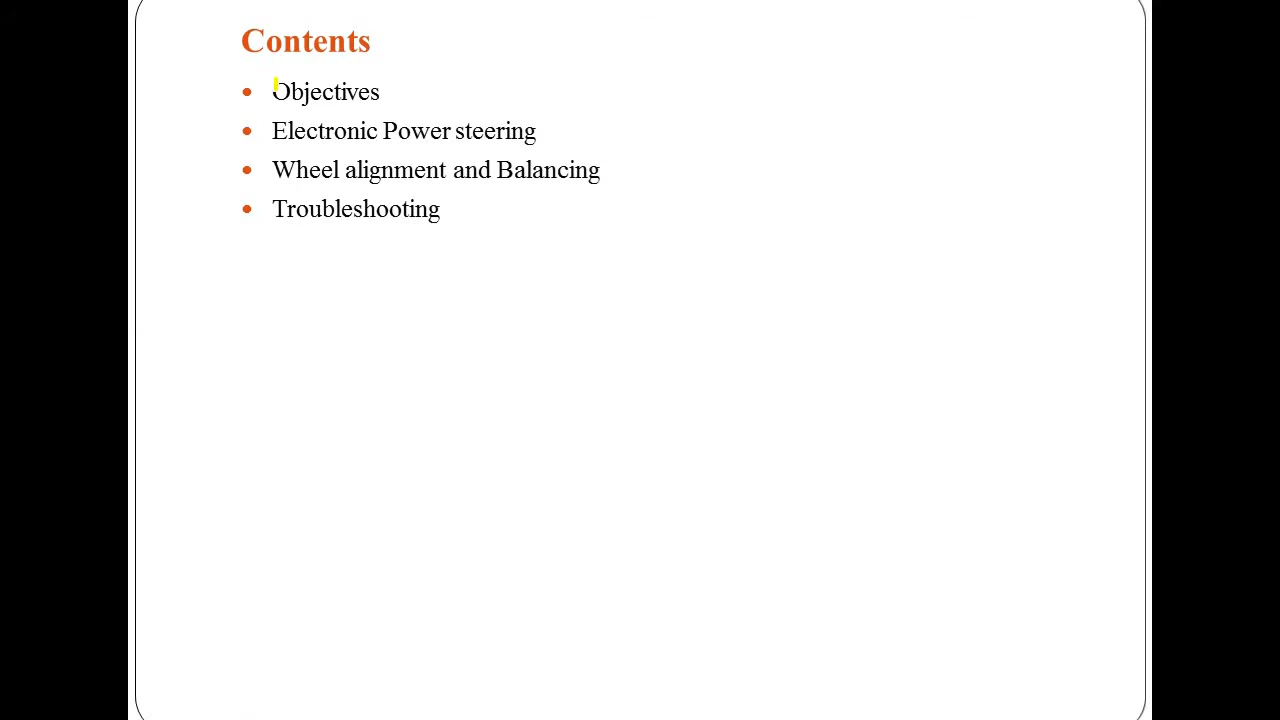 Contents
• Objectives
• Electronic Power steering
• Wheel alignment and Balancing
• Troubleshooting